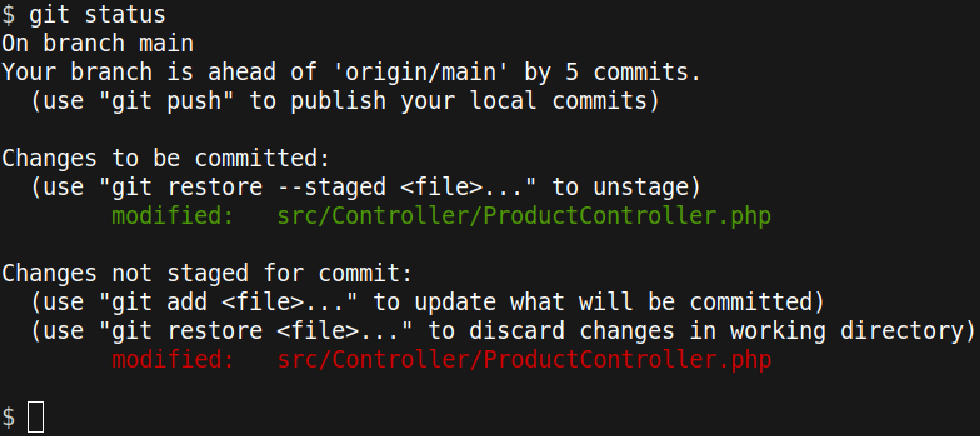 $ git status
On branch main
Your branch is ahead of 'origin/main' by 5 commits.
  (use "git push" to publish your local commits)

Changes to be committed:
  (use "git restore --staged <file>..." to unstage)
        modified:   src/Controller/ProductController.php

Changes not staged for commit:
  (use "git add <file>..." to update what will be committed)
  (use "git restore <file>..." to discard changes in working directory)
        modified:   src/Controller/ProductController.php

$